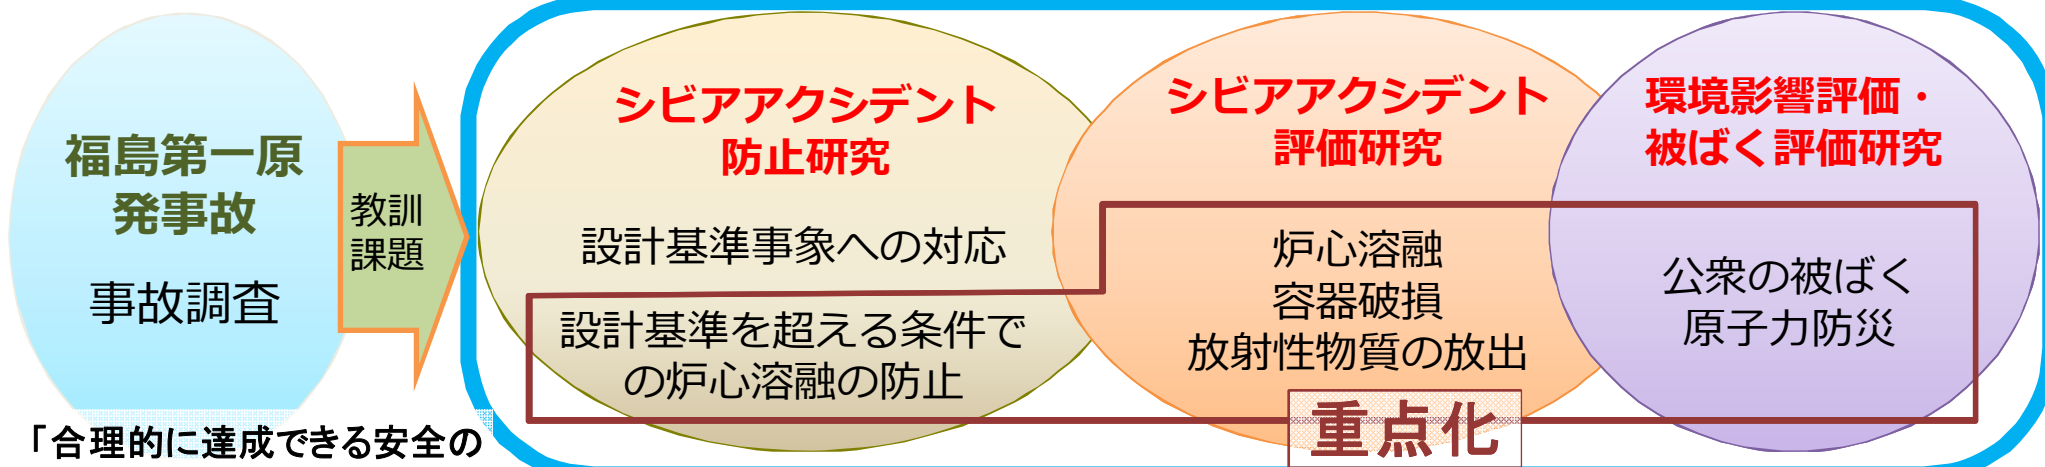 福島第一原
発事故
事故調査
教訓
課題
シビアアクシデント
防止研究
設計基準事象への対応
設計基準を超える条件で
の炉心溶融の防止
シビアアクシデント
評価研究
炉心溶融
容器破損
放射性物質の放出
環境影響評価・
被ばく評価研究
公衆の被ばく
原子力防災
重点化
「合理的に達成できる安全の